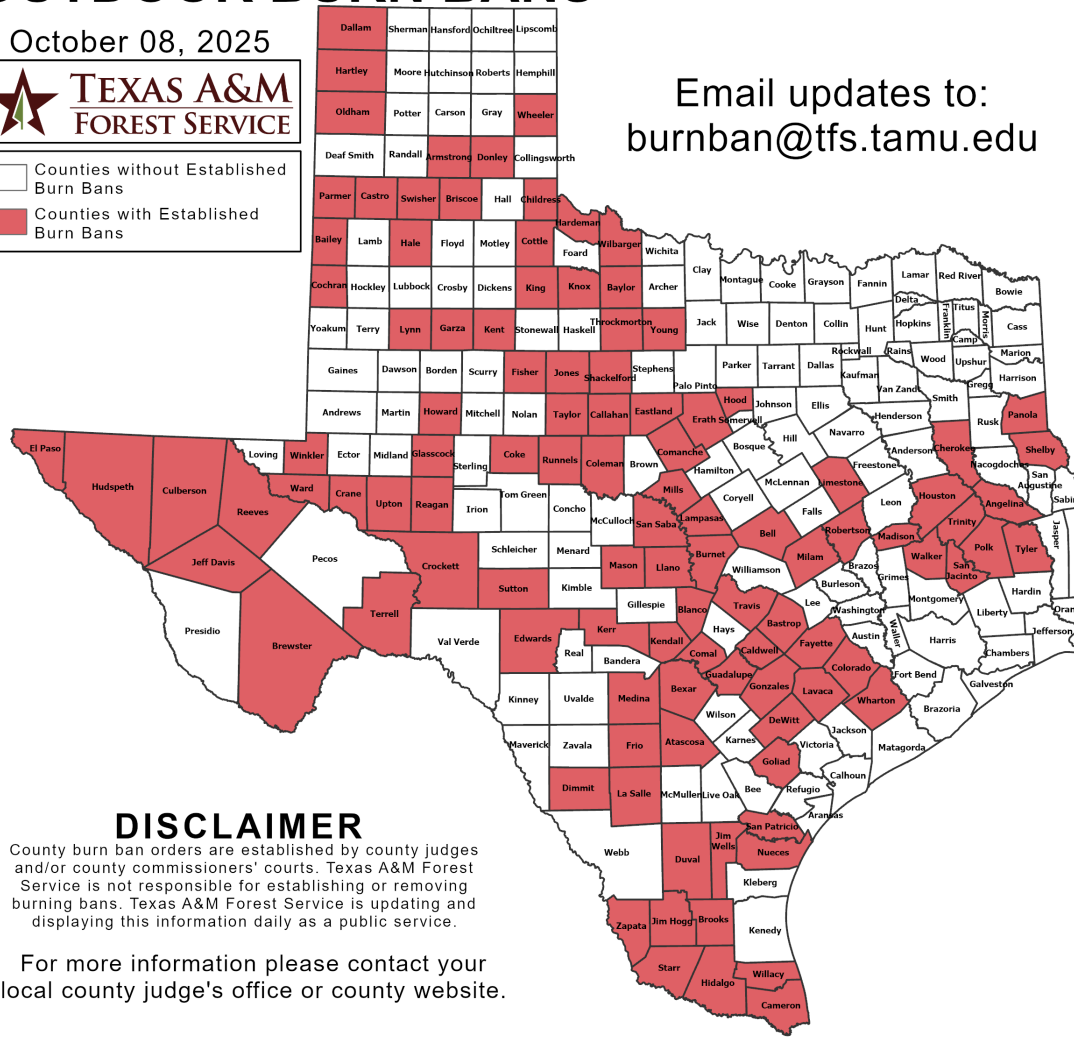 OUTDOOR BURN BANS
October 08, 2025
TEXAS A&M
FOREST SERVICE
Counties without Established
Burn Bans
Counties with Established
Burn Bans
Email updates to:
burnban@tfs.tamu.edu
Dallam Sherman Hansford Ochiltree Lipscomb
Hartley Moore Hutchinson Roberts Hemphill
Oldham Potter Carson Gray Wheeler
Deaf Smith Randall Armstrong Donley Collingsworth
Parmer Castro Swisher Briscoe Hall Childress
Hardeman
Bailey Lamb Hale Floyd Motley Cottle Foard Wilbarger Wichita
Clay Montague Cooke Grayson Fannin Lamar Red River Bowie
Cochran Hockley Lubbock Crosby Dickens King Knox Baylor Archer
Delta Franklin Titus Morris Cass
Yoakum Terry Lynn Garza Kent Stonewall Haskell Throckmorton Young Jack Wise Denton Collin Hunt Hopkins Camp
Rockwall Rains Wood Upshur Marion
Gaines Dawson Borden Scurry Fisher Jones Shackelford Stephens Palo Pinto Parker Tarrant Dallas Kaufman Van Zandt Smith Gregg Harrison
Andrews Martin Howard Mitchell Nolan Taylor Callahan Eastland Erath Hood Somervell Johnson Ellis Henderson Rusk Panola
El Paso Loving Winkler Ector Midland Glasscock Sterling Coke Runnels Coleman Brown Comanche Hamilton Bosque Hill Navarro Anderson Cherokee Nacogdoches Shelby
Hudspeth Culberson Reeves Ward Crane Upton Reagan Irion Tom Green Concho McCulloch San Saba Mills Lampasas Coryell McLennan Limestone Freestone Leon Houston Angelina San
Augustine Sabi
Falls Bell Robertson Madison Trinity Polk Tyler Jasper
Jeff Davis Pecos Crockett Schleicher Menard Mason Llano Burnet Williamson Milam Brazos Grimes Walker San
Jacinto
Presidio Brewster Terrell Sutton Kimble Gillespie Blanco Travis Bastrop Lee Burleson Washington Montgomery Liberty Hardin Oran
Val Verde Edwards Kerr Real Bandera Kendall Comal Hays Caldwell Fayette Austin Waller Harris Chambers Jefferson
Kinney Uvalde Medina Bexar Guadalupe Gonzales Lavaca Colorado Wharton Fort Bend Brazoria Galveston
Maverick Zavala Frio Atascosa Wilson Karnes DeWitt Victoria Jackson Matagorda
Dimmit La Salle McMullen Live Oak Bee Goliad Refugio Calhoun Aransas
Webb Duval Jim
Wells San Patricio Nueces Kleberg
Zapata Jim Hogg Brooks Kenedy
Starr Hidalgo Willacy Cameron
DISCLAIMER
County burn ban orders are established by county judges
and/or county commissioners' courts. Texas A&M Forest
Service is not responsible for establishing or removing
burning bans. Texas A&M Forest Service is updating and
displaying this information daily as a public service.
For more information please contact your
local county judge's office or county website.